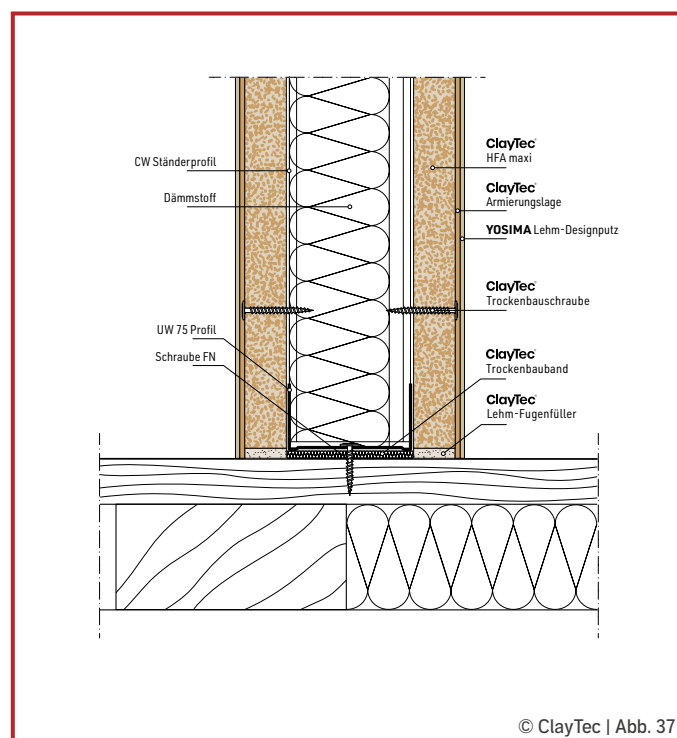 CW Ständerprofil
Dämmstoff
UW 75 Profil
Schraube FN
ClayTec®
HFA maxi
ClayTec®
Armierungslage
YOSIMA Lehm-Designputz
ClayTec®
Trockenbauschraube
ClayTec®
Trockenbauband
ClayTec®
Lehm-Fugenfüller
© ClayTec | Abb. 37